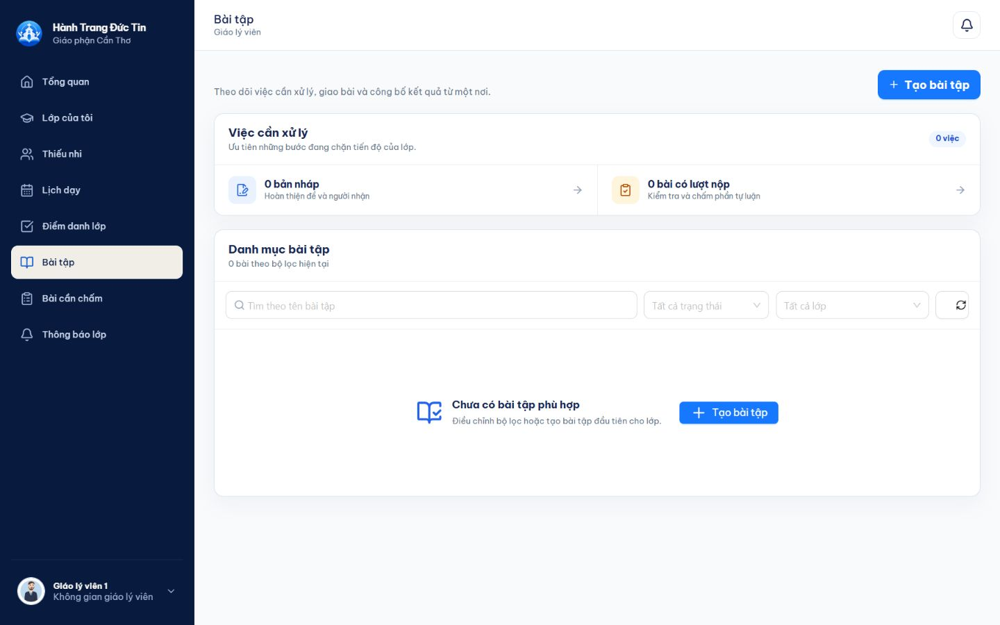 Hành Trang Đức Tin
Giáo phận Cần Thơ
Tổng quan
Lớp của tôi
Thiếu nhi
Lịch dạy
Điểm danh lớp
Bài tập
Bài cần chấm
Thông báo lớp
Giáo lý viên 1
Không gian giáo lý viên
Bài tập
Giáo lý viên
Theo dõi việc cần xử lý, giao bài và công bố kết quả từ một nơi.
+ Tạo bài tập
Việc cần xử lý
Ưu tiên những bước đang chặn tiến độ của lớp.
0 việc
0 bản nháp
Hoàn thiện đề và người nhận
0 bài có lượt nộp
Kiểm tra và chấm phần tự luận
Danh mục bài tập
0 bài theo bộ lọc hiện tại
Tìm theo tên bài tập
Tất cả trạng thái
Tất cả lớp
Chưa có bài tập phù hợp
Điều chỉnh bộ lọc hoặc tạo bài tập đầu tiên cho lớp.
+ Tạo bài tập